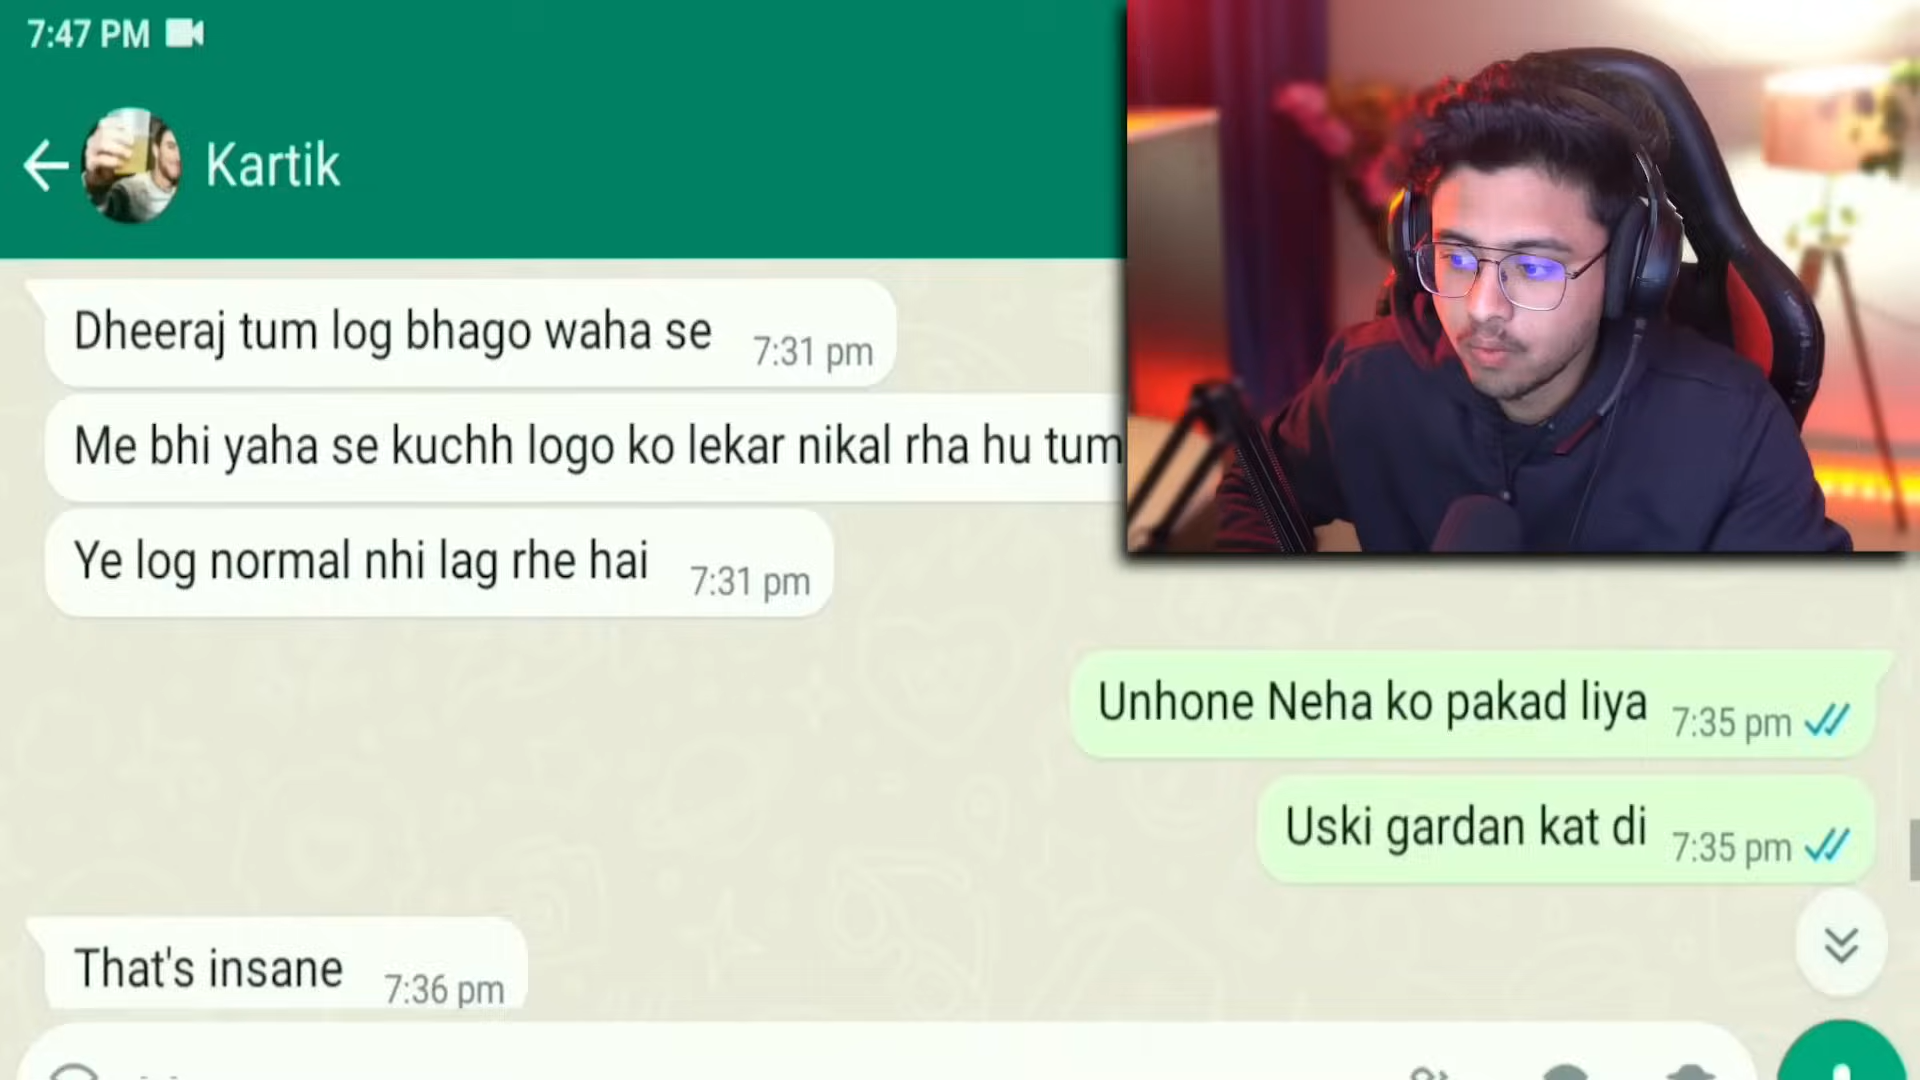 7:47 PM
Kartik
Dheeraj tum log bhago waha se 7:31 pm
Me bhi yaha se kuchh logo ko lekar nikal rha hu tum
Ye log normal nhi lag rhe hai 7:31 pm
Unhone Neha ko pakad liya 7:35 pm
Uski gardan kat di 7:35 pm
That's insane 7:36 pm